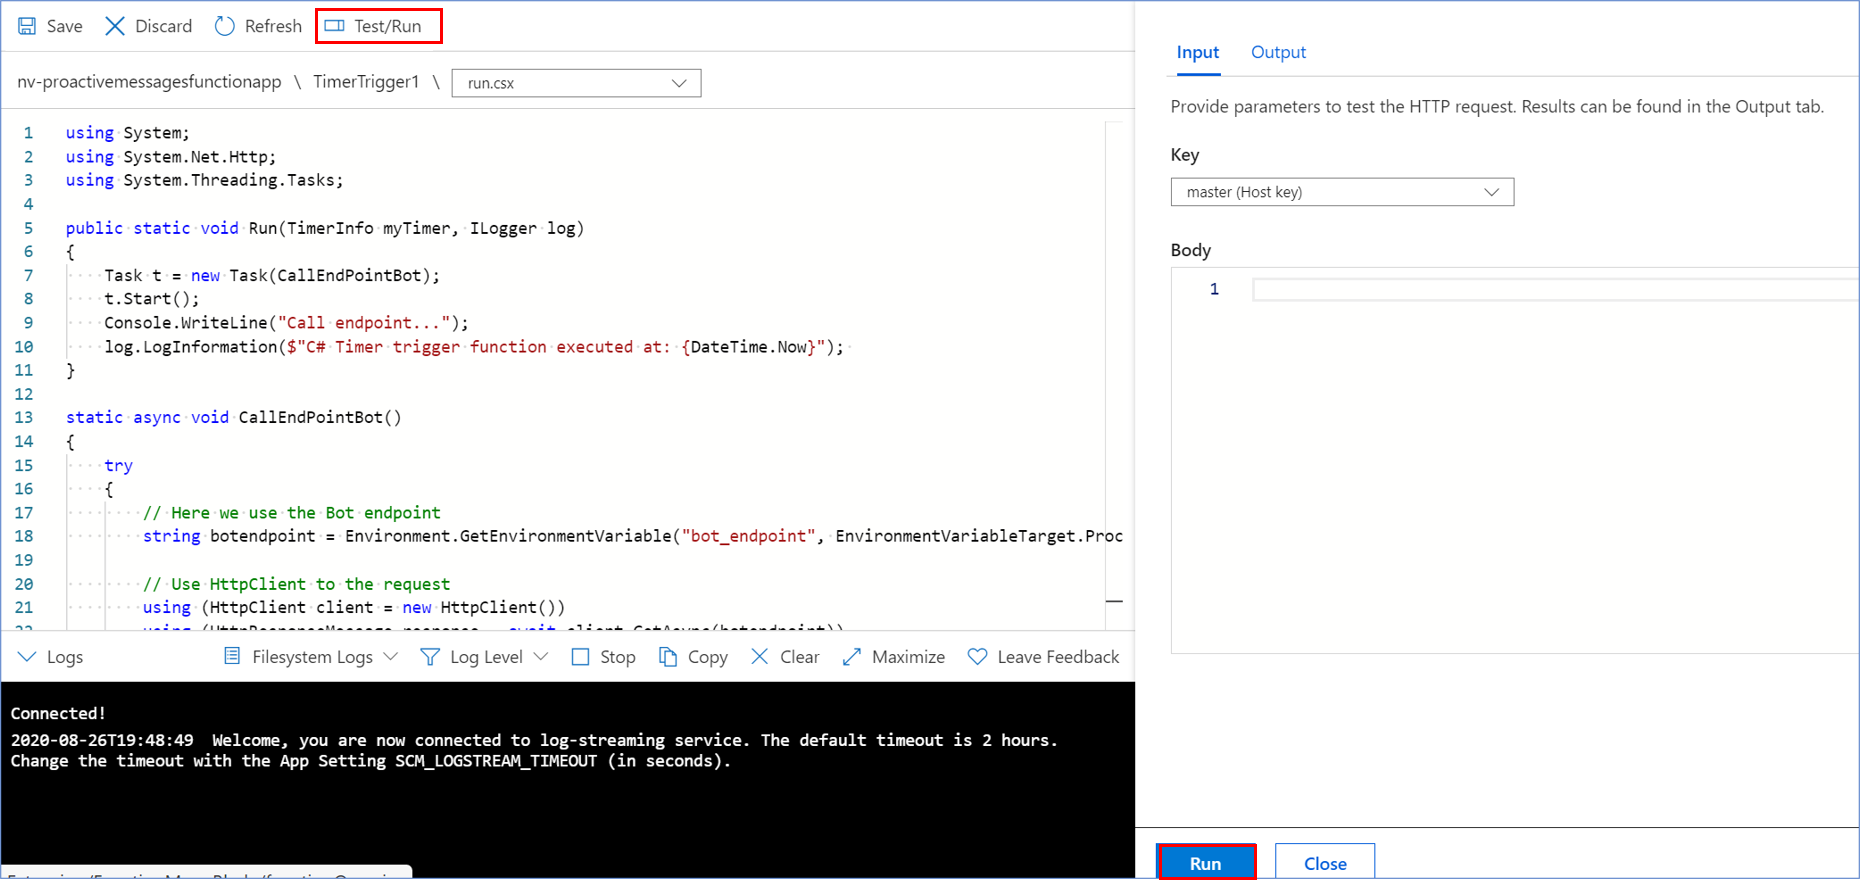 Save Discard Refresh Test/Run
nv-proactivemessagesfunctionapp \ TimerTrigger1 \ run.csx
1 using System;
2 using System.Net.Http;
3 using System.Threading.Tasks;
4
5 public static void Run(TimerInfo myTimer, ILogger log)
6 {
7 Task t = new Task(CallEndPointBot);
8 t.Start();
9 Console.WriteLine("Call endpoint...");
10 log.LogInformation($"C# Timer trigger function executed at: {DateTime.Now}");
11 }
12
13 static async void CallEndPointBot()
14 {
15 try
16 {
17 // Here we use the Bot endpoint
18 string botendpoint = Environment.GetEnvironmentVariable("bot_endpoint", EnvironmentVariableTarget.Proc
19
20 // Use HttpClient to the request
21 using (HttpClient client = new HttpClient())
22 using (HttpResponseMessage response = await client.GetAsync(botendpoint))
Logs Filesystem Logs Log Level Stop Copy Clear Maximize Leave Feedback
Connected!
2020-08-26T19:48:49 Welcome, you are now connected to log-streaming service. The default timeout is 2 hours.
Change the timeout with the App Setting SCM_LOGSTREAM_TIMEOUT (in seconds).
Input Output
Provide parameters to test the HTTP request. Results can be found in the Output tab.
Key
master (Host key)
Body
1
Run Close